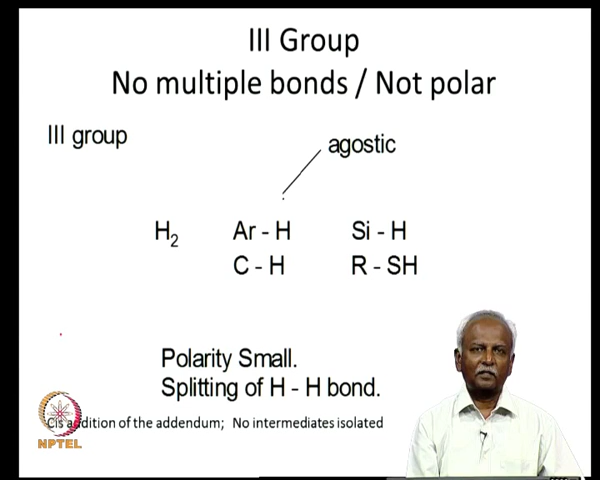 III Group
No multiple bonds / Not polar
III group
agostic
H₂ Ar - H Si - H
C - H R - SH
Polarity Small.
Splitting of H - H bond.
Cis addition of the addendum; No intermediates isolated
NPTEL